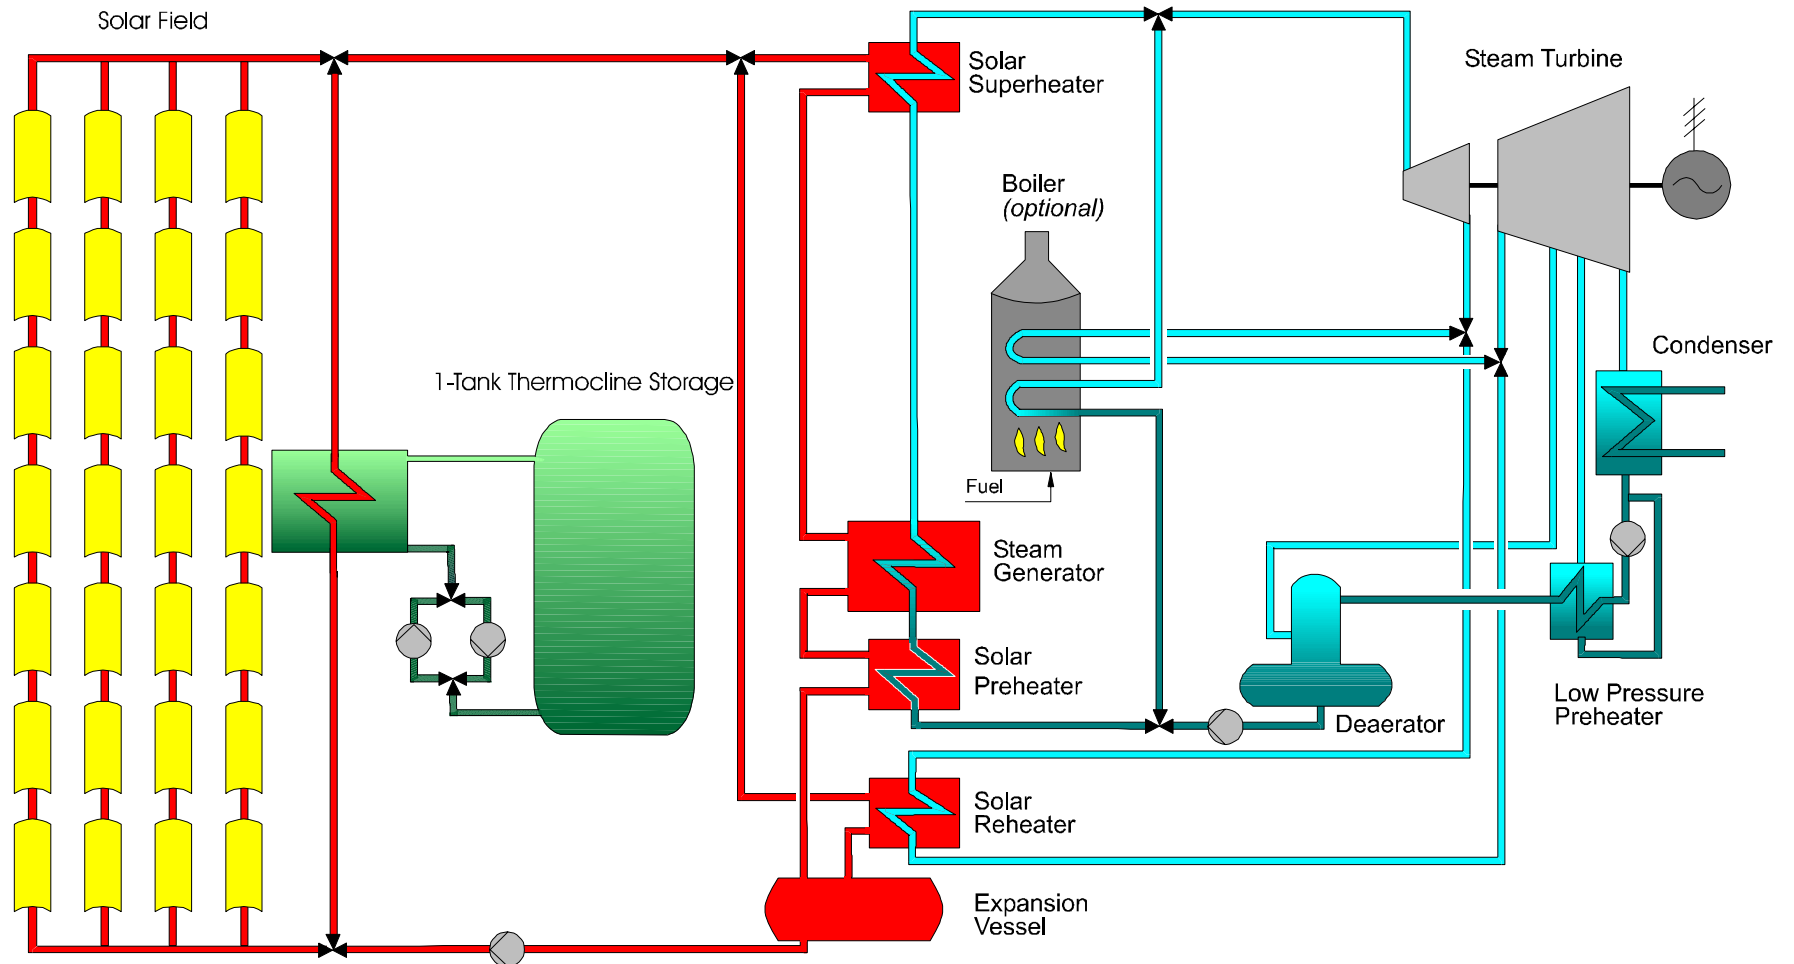 Solar Field
Solar
Superheater
Steam Turbine
Boiler
(optional)
Condenser
1-Tank Thermocline Storage
Fuel
Steam
Generator
Solar
Preheater
Low Pressure
Preheater
Deaerator
Solar
Reheater
Expansion
Vessel